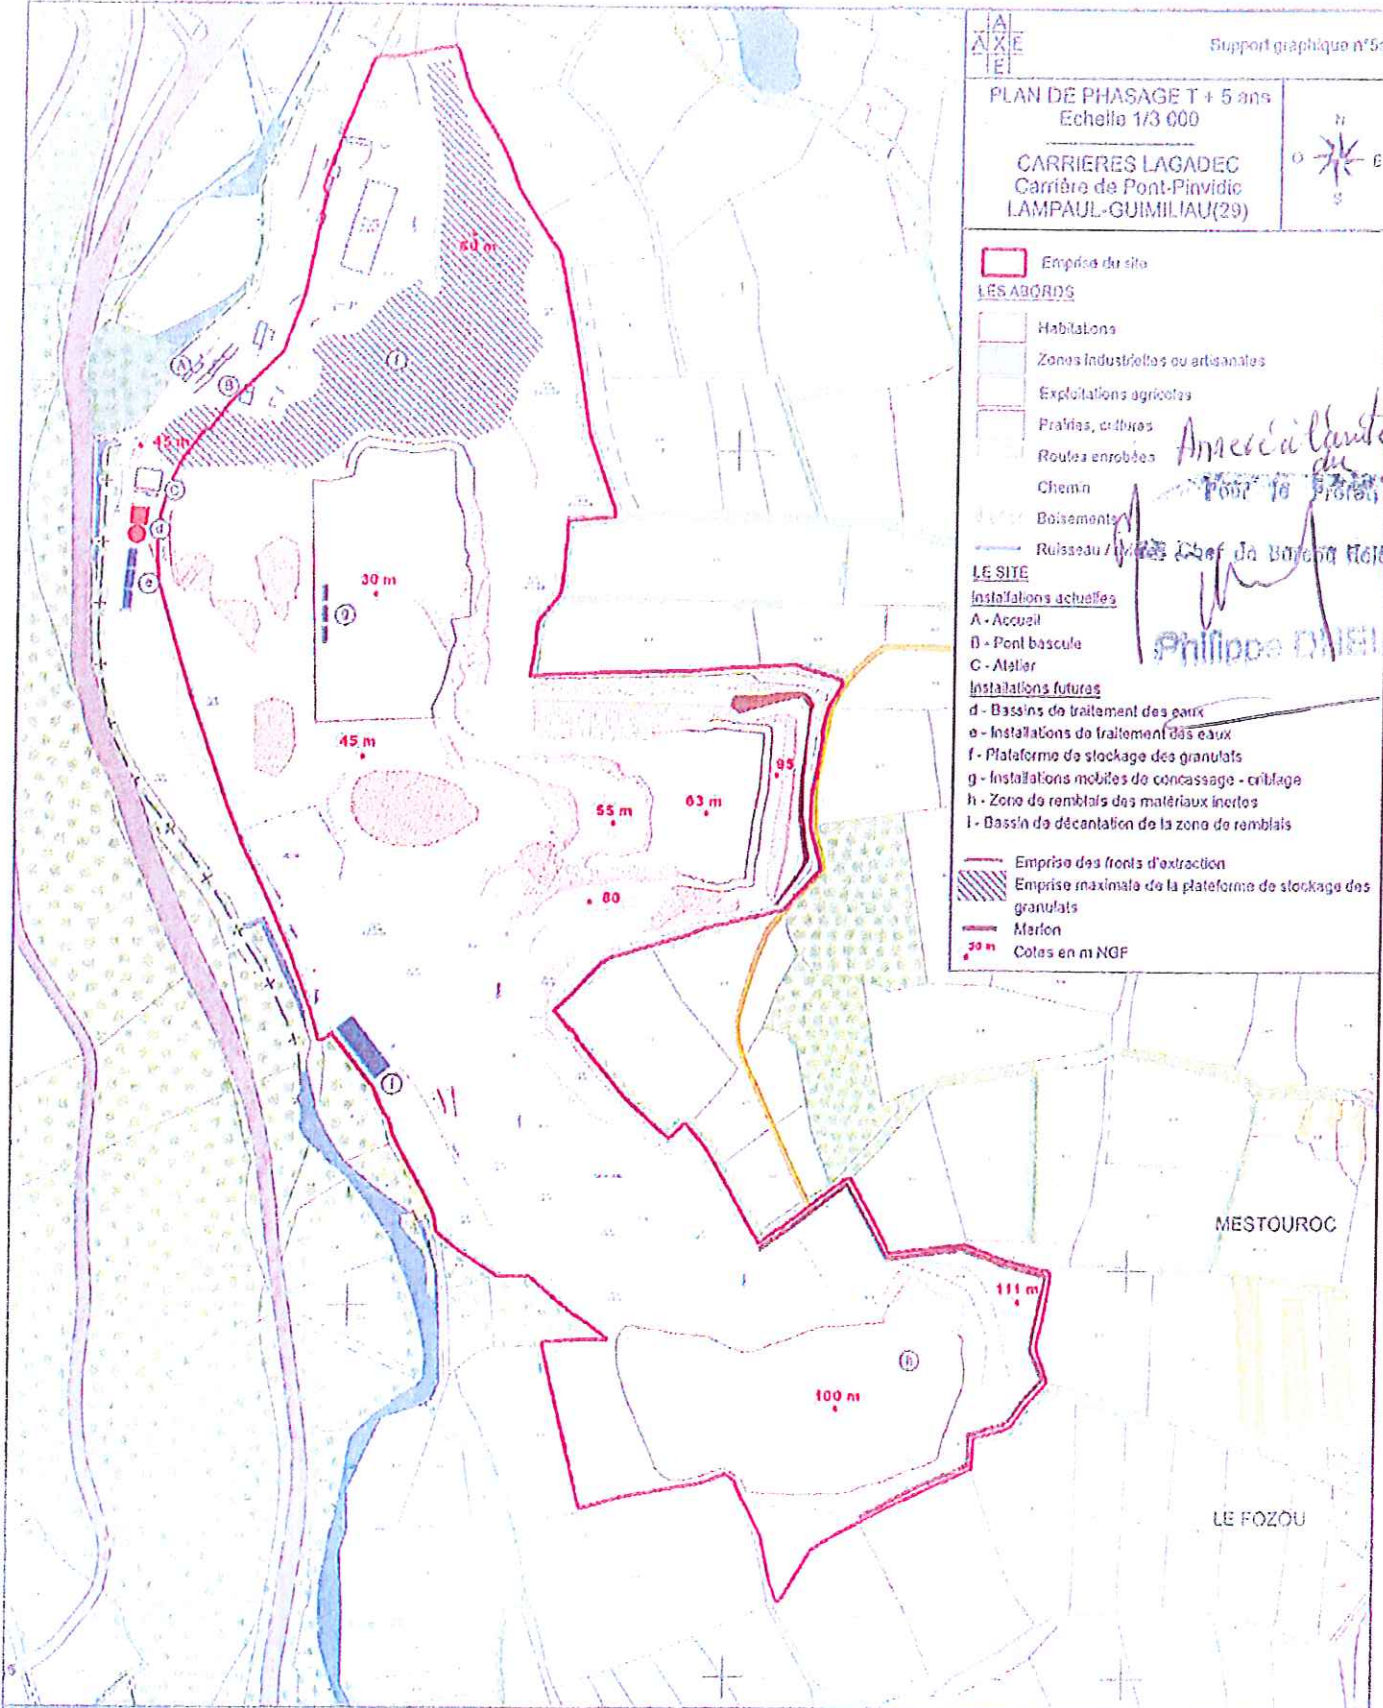 A
A X E
E
Support graphique n°5
PLAN DE PHASAGE T + 5 ans
Echelle 1/3 000
CARRIERES LAGADEC
Carrière de Pont-Pinvidic
LAMPAUL-GUIMILIAU(29)
N
O
S
Emprise du site
LES ABORDS
Habitations
Zones industrielles ou artisanales
Exploitations agricoles
Prairies, cultures
Routes enrobées
Chemin
Boisements
Ruisseau /
Annexé à l'arrêté
du
Pour le Préfet
Chef de Bureau
Philippe
LE SITE
Installations actuelles
A - Accueil
B - Pont bascule
C - Atelier
Installations futures
d - Bassins de traitement des eaux
e - Installations de traitement des eaux
f - Plateforme de stockage des granulats
g - Installations mobiles de concassage - criblage
h - Zone de remblais des matériaux inertes
i - Bassin de décantation de la zone de remblais
Emprise des fronts d'extraction
Emprise maximale de la plateforme de stockage des
granulats
Merlon
30 m Cotes en m NGF
60 m
f
A
B
45 m
C
d
e
30 m
g
45 m
95
55 m
63 m
80
i
MESTOUROC
111 m
h
100 m
LE FOZOU